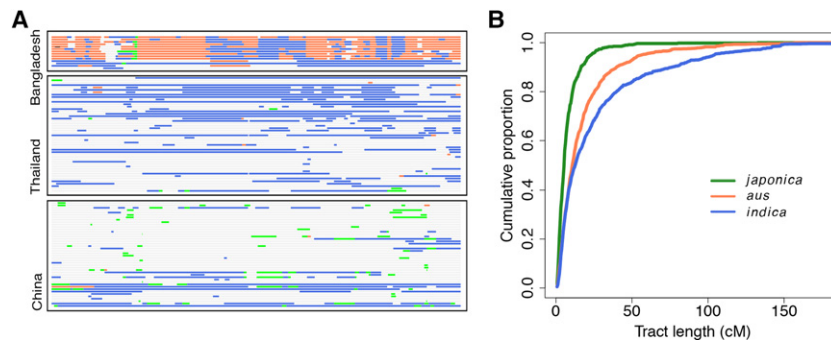 A
Bangladesh
Thailand
China
B
Cumulative proportion
1.0
0.8
0.6
0.4
0.2
0.0
japonica
aus
indica
0 50 100 150
Tract length (cM)